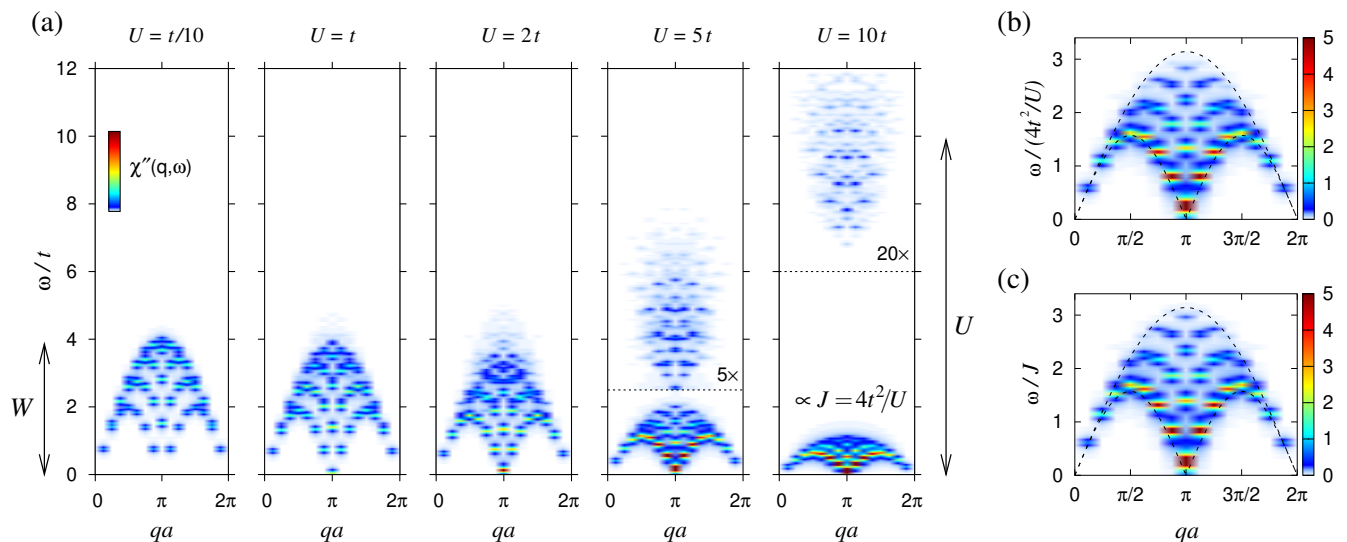 (a)
U = t/10
U = t
U = 2t
U = 5t
U = 10t
12
10
8
6
4
2
0
ω / t
W
χ″(q,ω)
5×
20×
∝ J = 4t²/U
U
0 π 2π
0 π 2π
0 π 2π
0 π 2π
0 π 2π
qa
qa
qa
qa
qa
(b)
ω / (4t²/U)
3
2
1
0
0 π/2 π 3π/2 2π
5
4
3
2
1
0
(c)
ω / J
3
2
1
0
0 π/2 π 3π/2 2π
qa
5
4
3
2
1
0